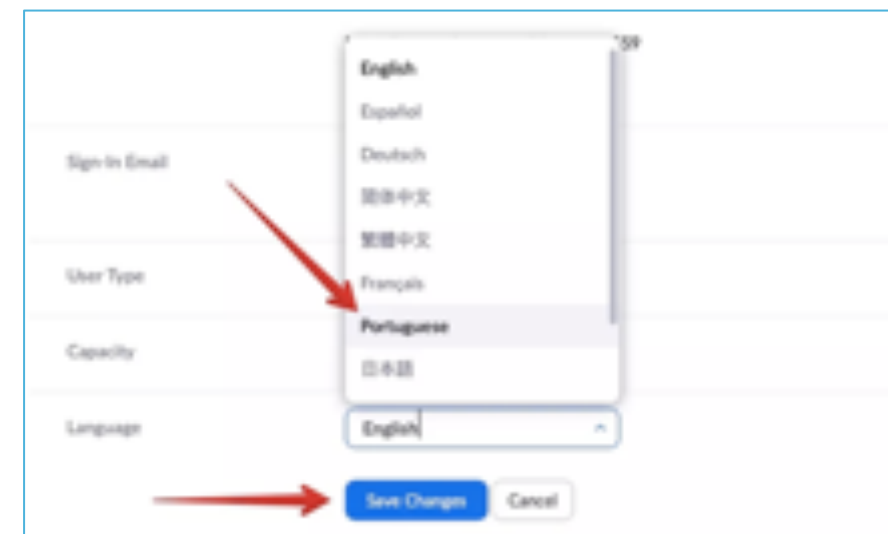 59
English
Español
Sign-In Email
Deutsch
简体中文
繁體中文
User Type
Français
Portuguese
Capacity
日本語
Language
English
Save Changes
Cancel